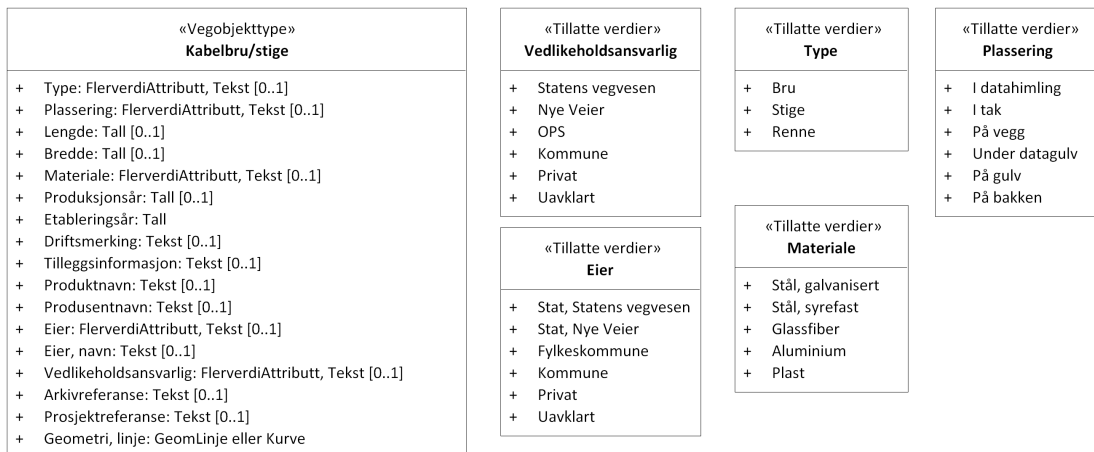 «Vegobjekttype»
Kabelbru/stige
+ Type: FlerverdiAttributt, Tekst [0..1]
+ Plassering: FlerverdiAttributt, Tekst [0..1]
+ Lengde: Tall [0..1]
+ Bredde: Tall [0..1]
+ Materiale: FlerverdiAttributt, Tekst [0..1]
+ Produksjonsår: Tall [0..1]
+ Etableringsår: Tall
+ Driftsmerking: Tekst [0..1]
+ Tilleggsinformasjon: Tekst [0..1]
+ Produktnavn: Tekst [0..1]
+ Produsentnavn: Tekst [0..1]
+ Eier: FlerverdiAttributt, Tekst [0..1]
+ Eier, navn: Tekst [0..1]
+ Vedlikeholdsansvarlig: FlerverdiAttributt, Tekst [0..1]
+ Arkivreferanse: Tekst [0..1]
+ Prosjektreferanse: Tekst [0..1]
+ Geometri, linje: GeomLinje eller Kurve
«Tillatte verdier»
Vedlikeholdsansvarlig
+ Statens vegvesen
+ Nye Veier
+ OPS
+ Kommune
+ Privat
+ Uavklart
«Tillatte verdier»
Eier
+ Stat, Statens vegvesen
+ Stat, Nye Veier
+ Fylkeskommune
+ Kommune
+ Privat
+ Uavklart
«Tillatte verdier»
Type
+ Bru
+ Stige
+ Renne
«Tillatte verdier»
Materiale
+ Stål, galvanisert
+ Stål, syrefast
+ Glassfiber
+ Aluminium
+ Plast
«Tillatte verdier»
Plassering
+ I datahimling
+ I tak
+ På vegg
+ Under datagulv
+ På gulv
+ På bakken